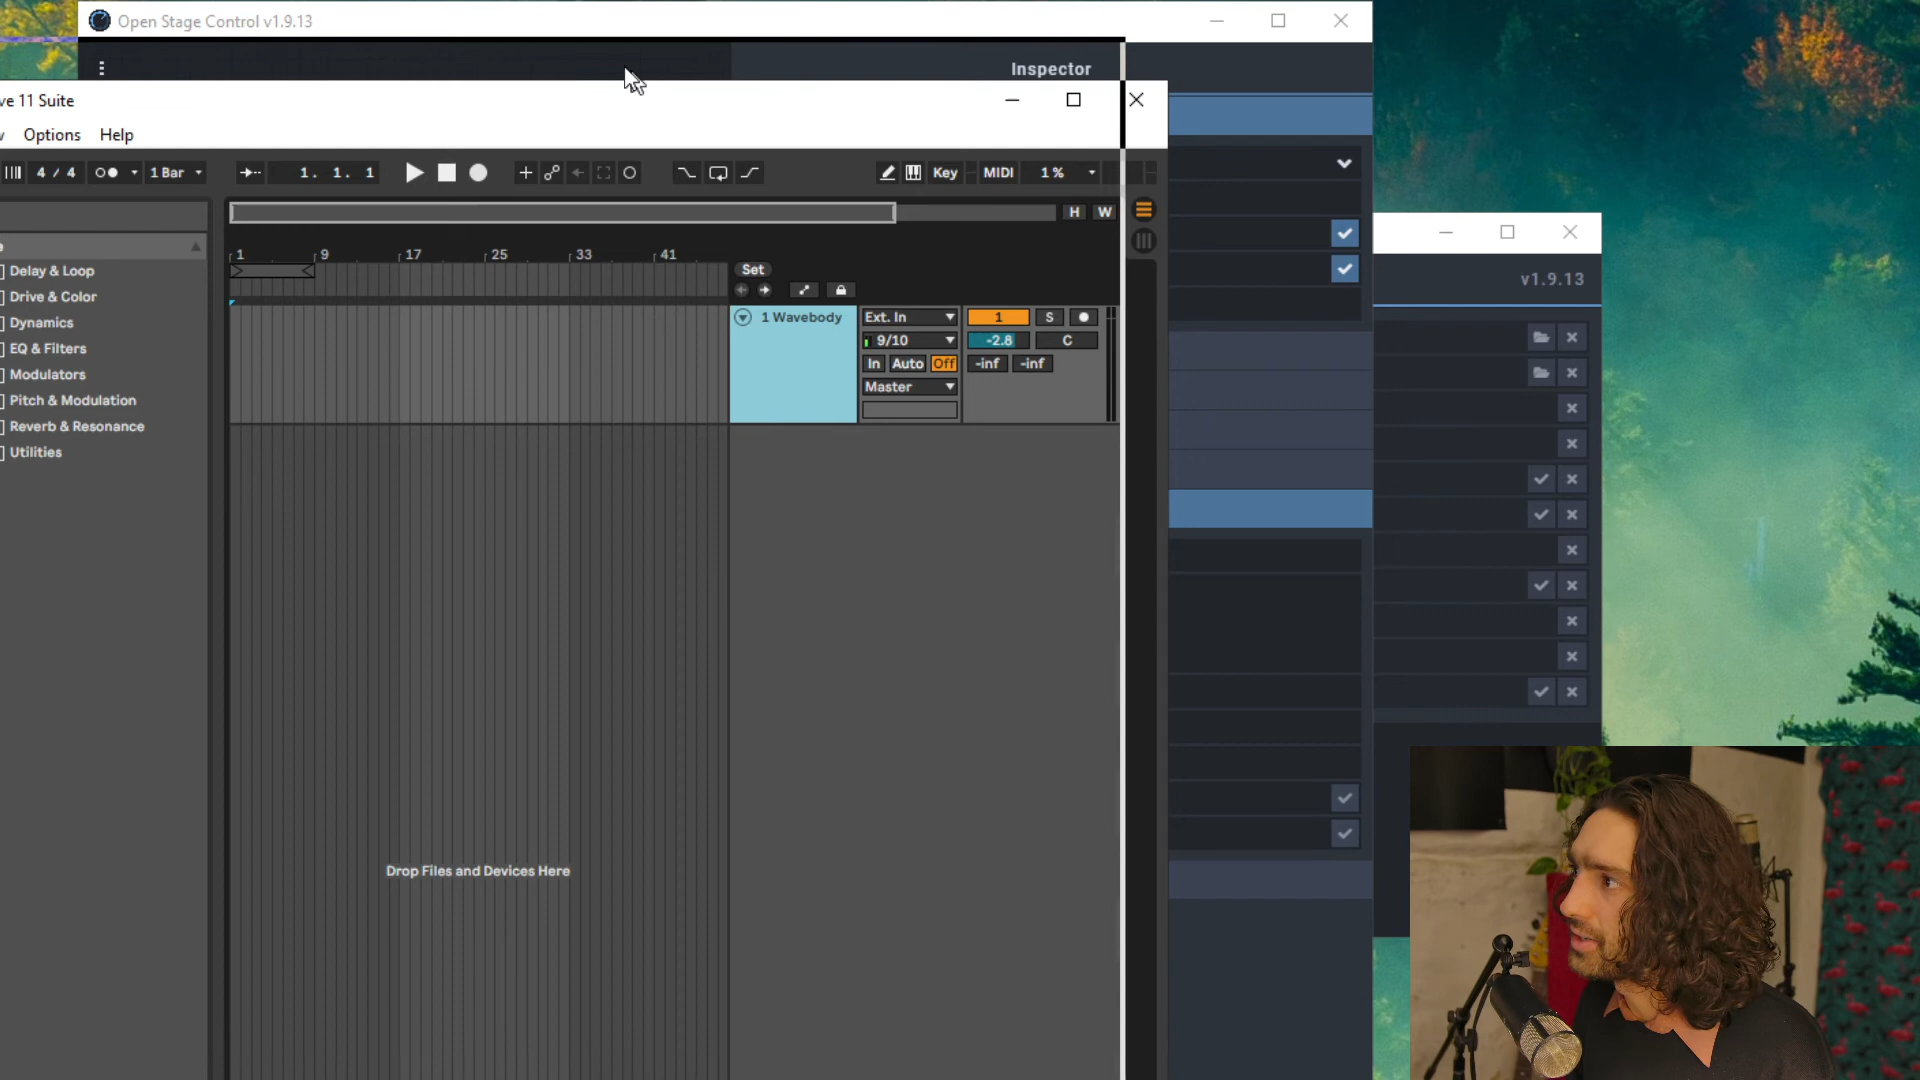 Open Stage Control v1.9.13
Inspector
ve 11 Suite
Options Help
4 / 4
1 Bar
1. 1. 1
Key
MIDI
1 %
H W
v1.9.13
1 9 17 25 33 41
Set
Delay & Loop
Drive & Color
Dynamics
EQ & Filters
Modulators
Pitch & Modulation
Reverb & Resonance
Utilities
1 Wavebody
Ext. In
1
S
9/10
-2.8
C
In Auto Off
-inf -inf
Master
Drop Files and Devices Here